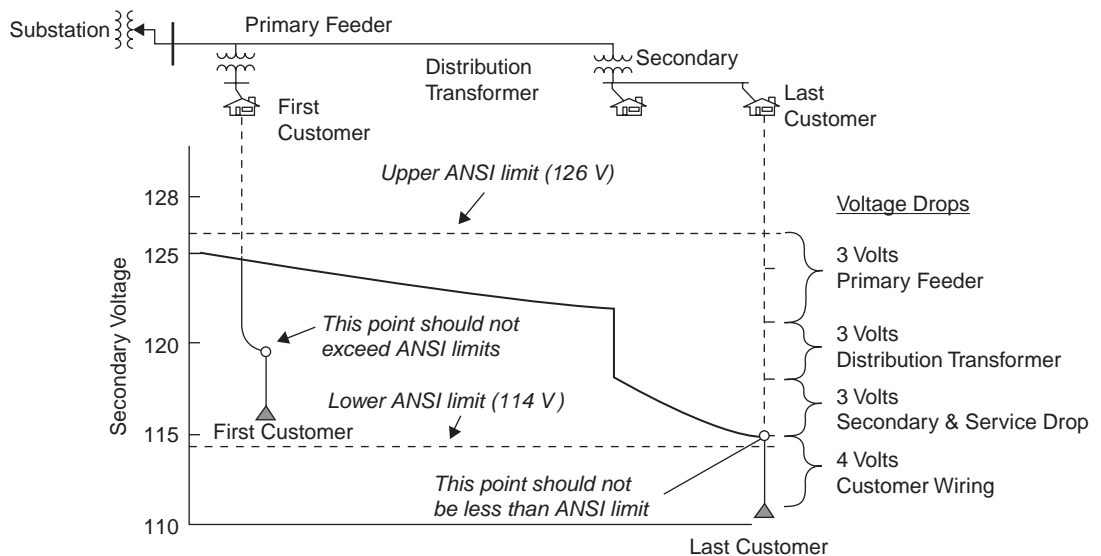 Substation
Primary Feeder
Distribution
Transformer
Secondary
First
Customer
Last
Customer
Upper ANSI limit (126 V)
Voltage Drops
128
125
120
115
110
Secondary Voltage
This point should not
exceed ANSI limits
Lower ANSI limit (114 V)
First Customer
This point should not
be less than ANSI limit
3 Volts
Primary Feeder
3 Volts
Distribution Transformer
3 Volts
Secondary & Service Drop
4 Volts
Customer Wiring
Last Customer